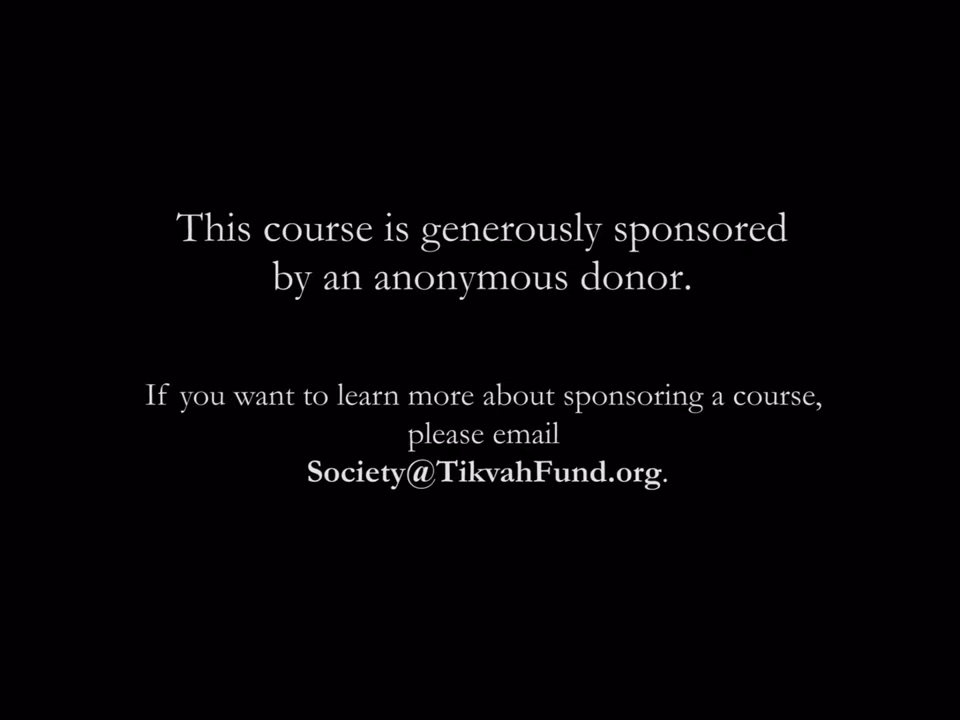 This course is generously sponsored
by an anonymous donor.
If you want to learn more about sponsoring a course,
please email
Society@TikvahFund.org.